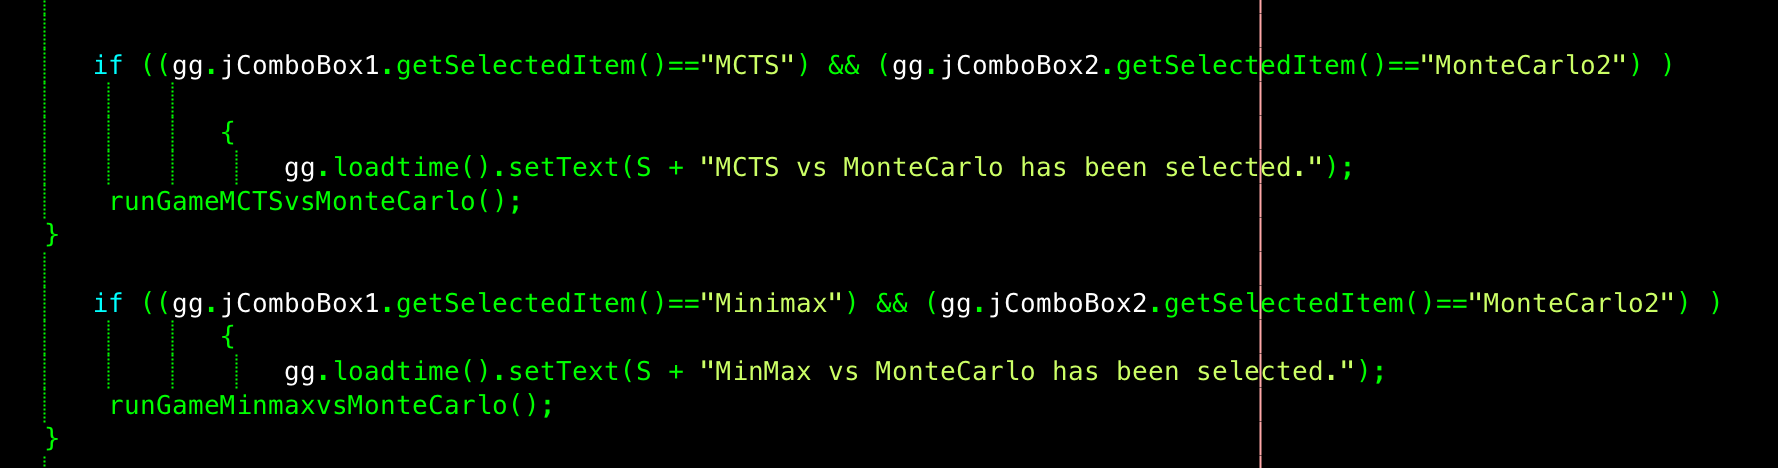 if ((gg.jComboBox1.getSelectedItem()=="MCTS") && (gg.jComboBox2.getSelectedItem()=="MonteCarlo2") )
{
gg.loadtime().setText(S + "MCTS vs MonteCarlo has been selected.");
runGameMCTSvsMonteCarlo();
}
if ((gg.jComboBox1.getSelectedItem()=="Minimax") && (gg.jComboBox2.getSelectedItem()=="MonteCarlo2") )
{
gg.loadtime().setText(S + "MinMax vs MonteCarlo has been selected.");
runGameMinmaxvsMonteCarlo();
}